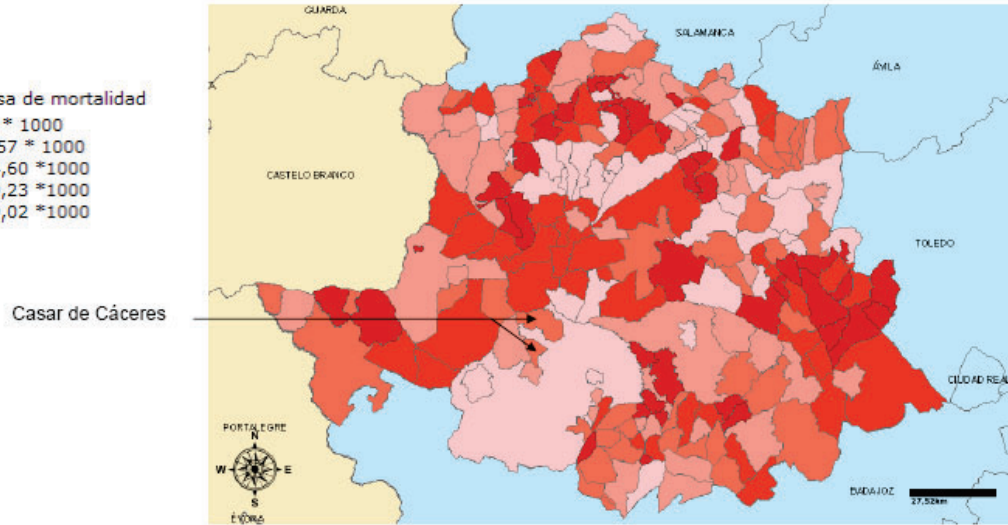 GUARDA
SALAMANCA
ÁVILA
sa de mortalidad
* 1000
57 * 1000
,60 *1000
,23 *1000
,02 *1000
CASTELO BRANCO
TOLEDO
Casar de Cáceres
CIUDAD REA
PORTALEGRE
N
W
E
S
BADAJOZ
27,52km
ÉVORA